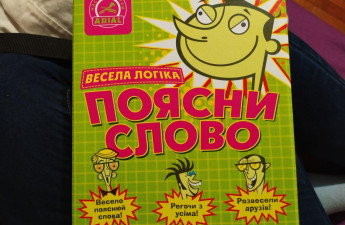 ARIAL
ВЕСЕЛА ЛОГІКА
ПОЯСНИ
СЛОВО
Весело
пояснюй
слова!
Регочи з
усіма!
Розвесели
друзів!